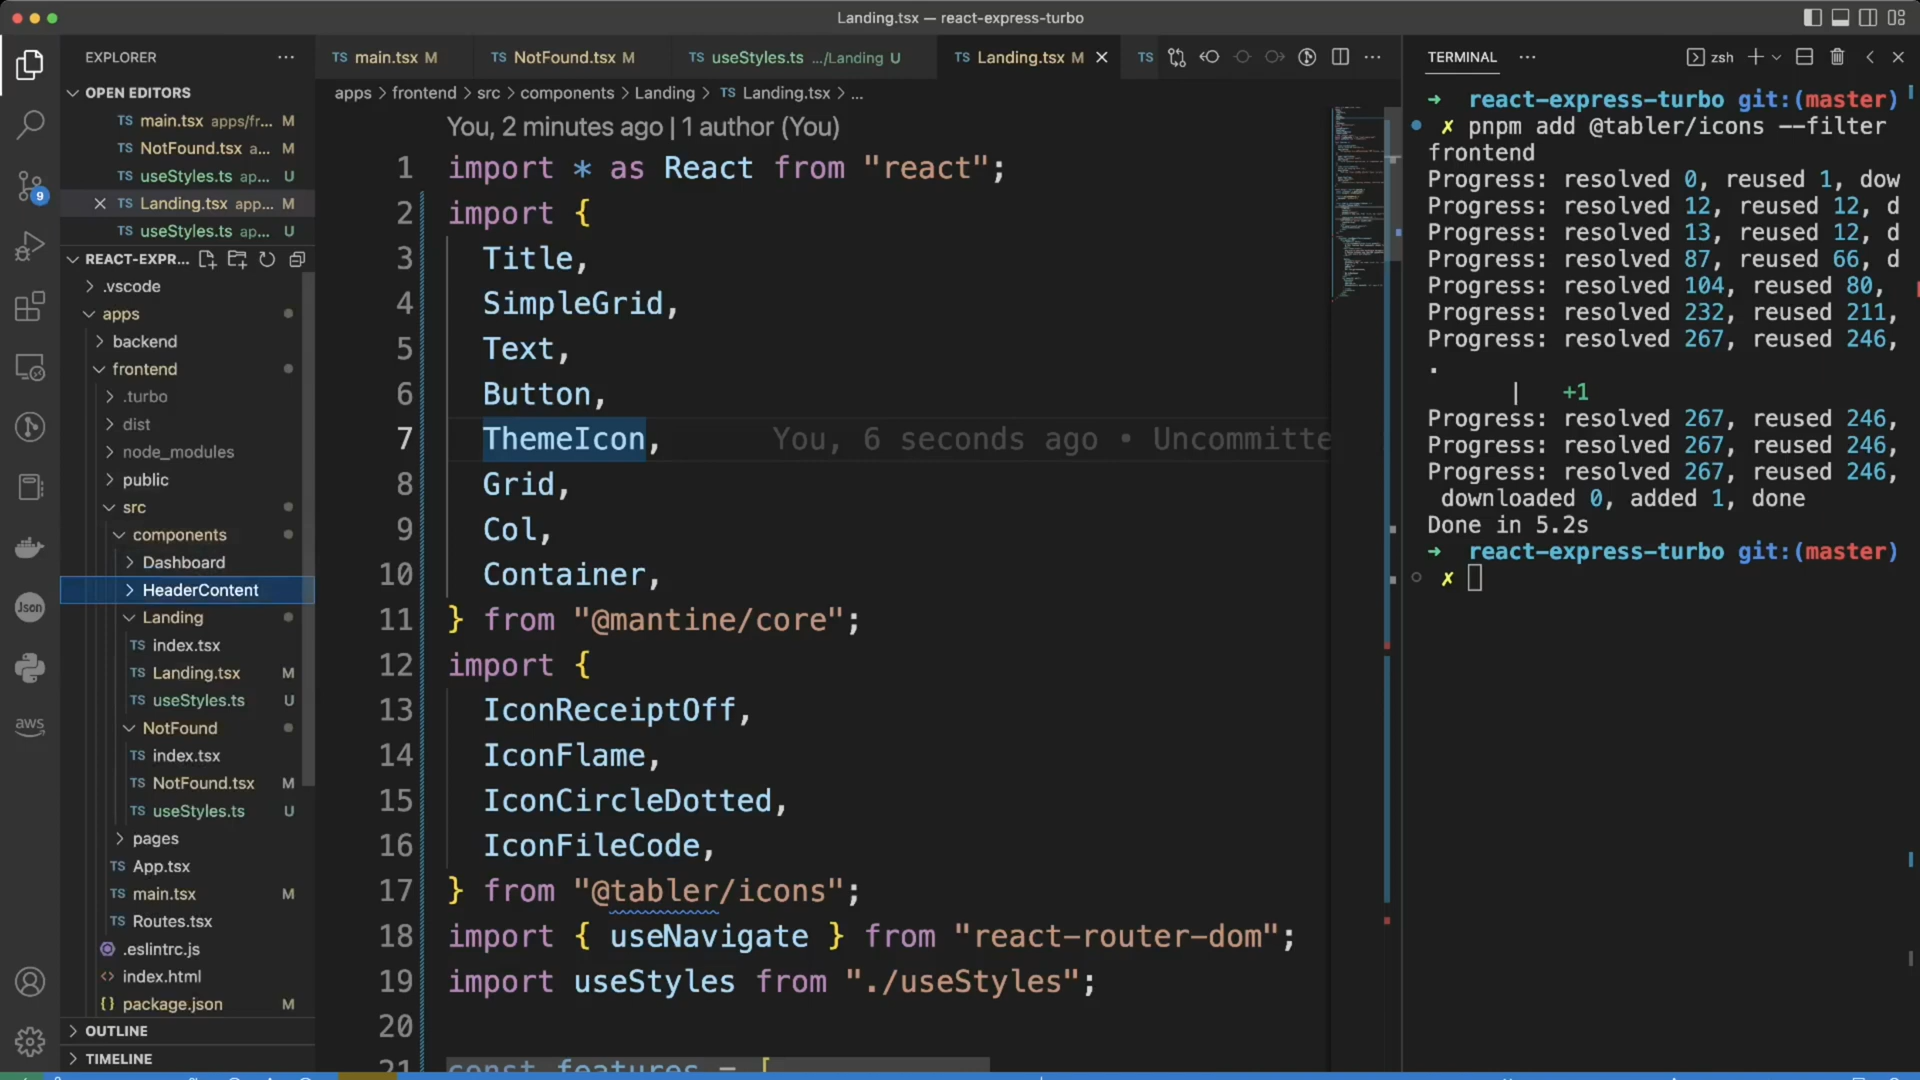 Landing.tsx — react-express-turbo
EXPLORER
OPEN EDITORS
TS main.tsx apps/fr... M
TS NotFound.tsx a... M
TS useStyles.ts ap... U
TS Landing.tsx app... M
TS useStyles.ts ap... U
REACT-EXPR...
.vscode
apps
backend
frontend
.turbo
dist
node_modules
public
src
components
Dashboard
HeaderContent
Landing
TS index.tsx
TS Landing.tsx M
TS useStyles.ts U
NotFound
TS index.tsx
TS NotFound.tsx M
TS useStyles.ts U
pages
TS App.tsx
TS main.tsx M
TS Routes.tsx
.eslintrc.js
index.html
{} package.json M
OUTLINE
TIMELINE
9
Json
aws
TS main.tsx M
TS NotFound.tsx M
TS useStyles.ts .../Landing U
TS Landing.tsx M
TS
apps > frontend > src > components > Landing > TS Landing.tsx > ...
You, 2 minutes ago | 1 author (You)
1 import * as React from "react";
2 import {
3 Title,
4 SimpleGrid,
5 Text,
6 Button,
7 ThemeIcon, You, 6 seconds ago • Uncommitte
8 Grid,
9 Col,
10 Container,
11 } from "@mantine/core";
12 import {
13 IconReceiptOff,
14 IconFlame,
15 IconCircleDotted,
16 IconFileCode,
17 } from "@tabler/icons";
18 import { useNavigate } from "react-router-dom";
19 import useStyles from "./useStyles";
20
21 const features = [
TERMINAL
zsh
→ react-express-turbo git:(master)
✗ pnpm add @tabler/icons --filter
frontend
Progress: resolved 0, reused 1, dow
Progress: resolved 12, reused 12, d
Progress: resolved 13, reused 12, d
Progress: resolved 87, reused 66, d
Progress: resolved 104, reused 80,
Progress: resolved 232, reused 211,
Progress: resolved 267, reused 246,
.
| +1
Progress: resolved 267, reused 246,
Progress: resolved 267, reused 246,
Progress: resolved 267, reused 246,
downloaded 0, added 1, done
Done in 5.2s
→ react-express-turbo git:(master)
✗